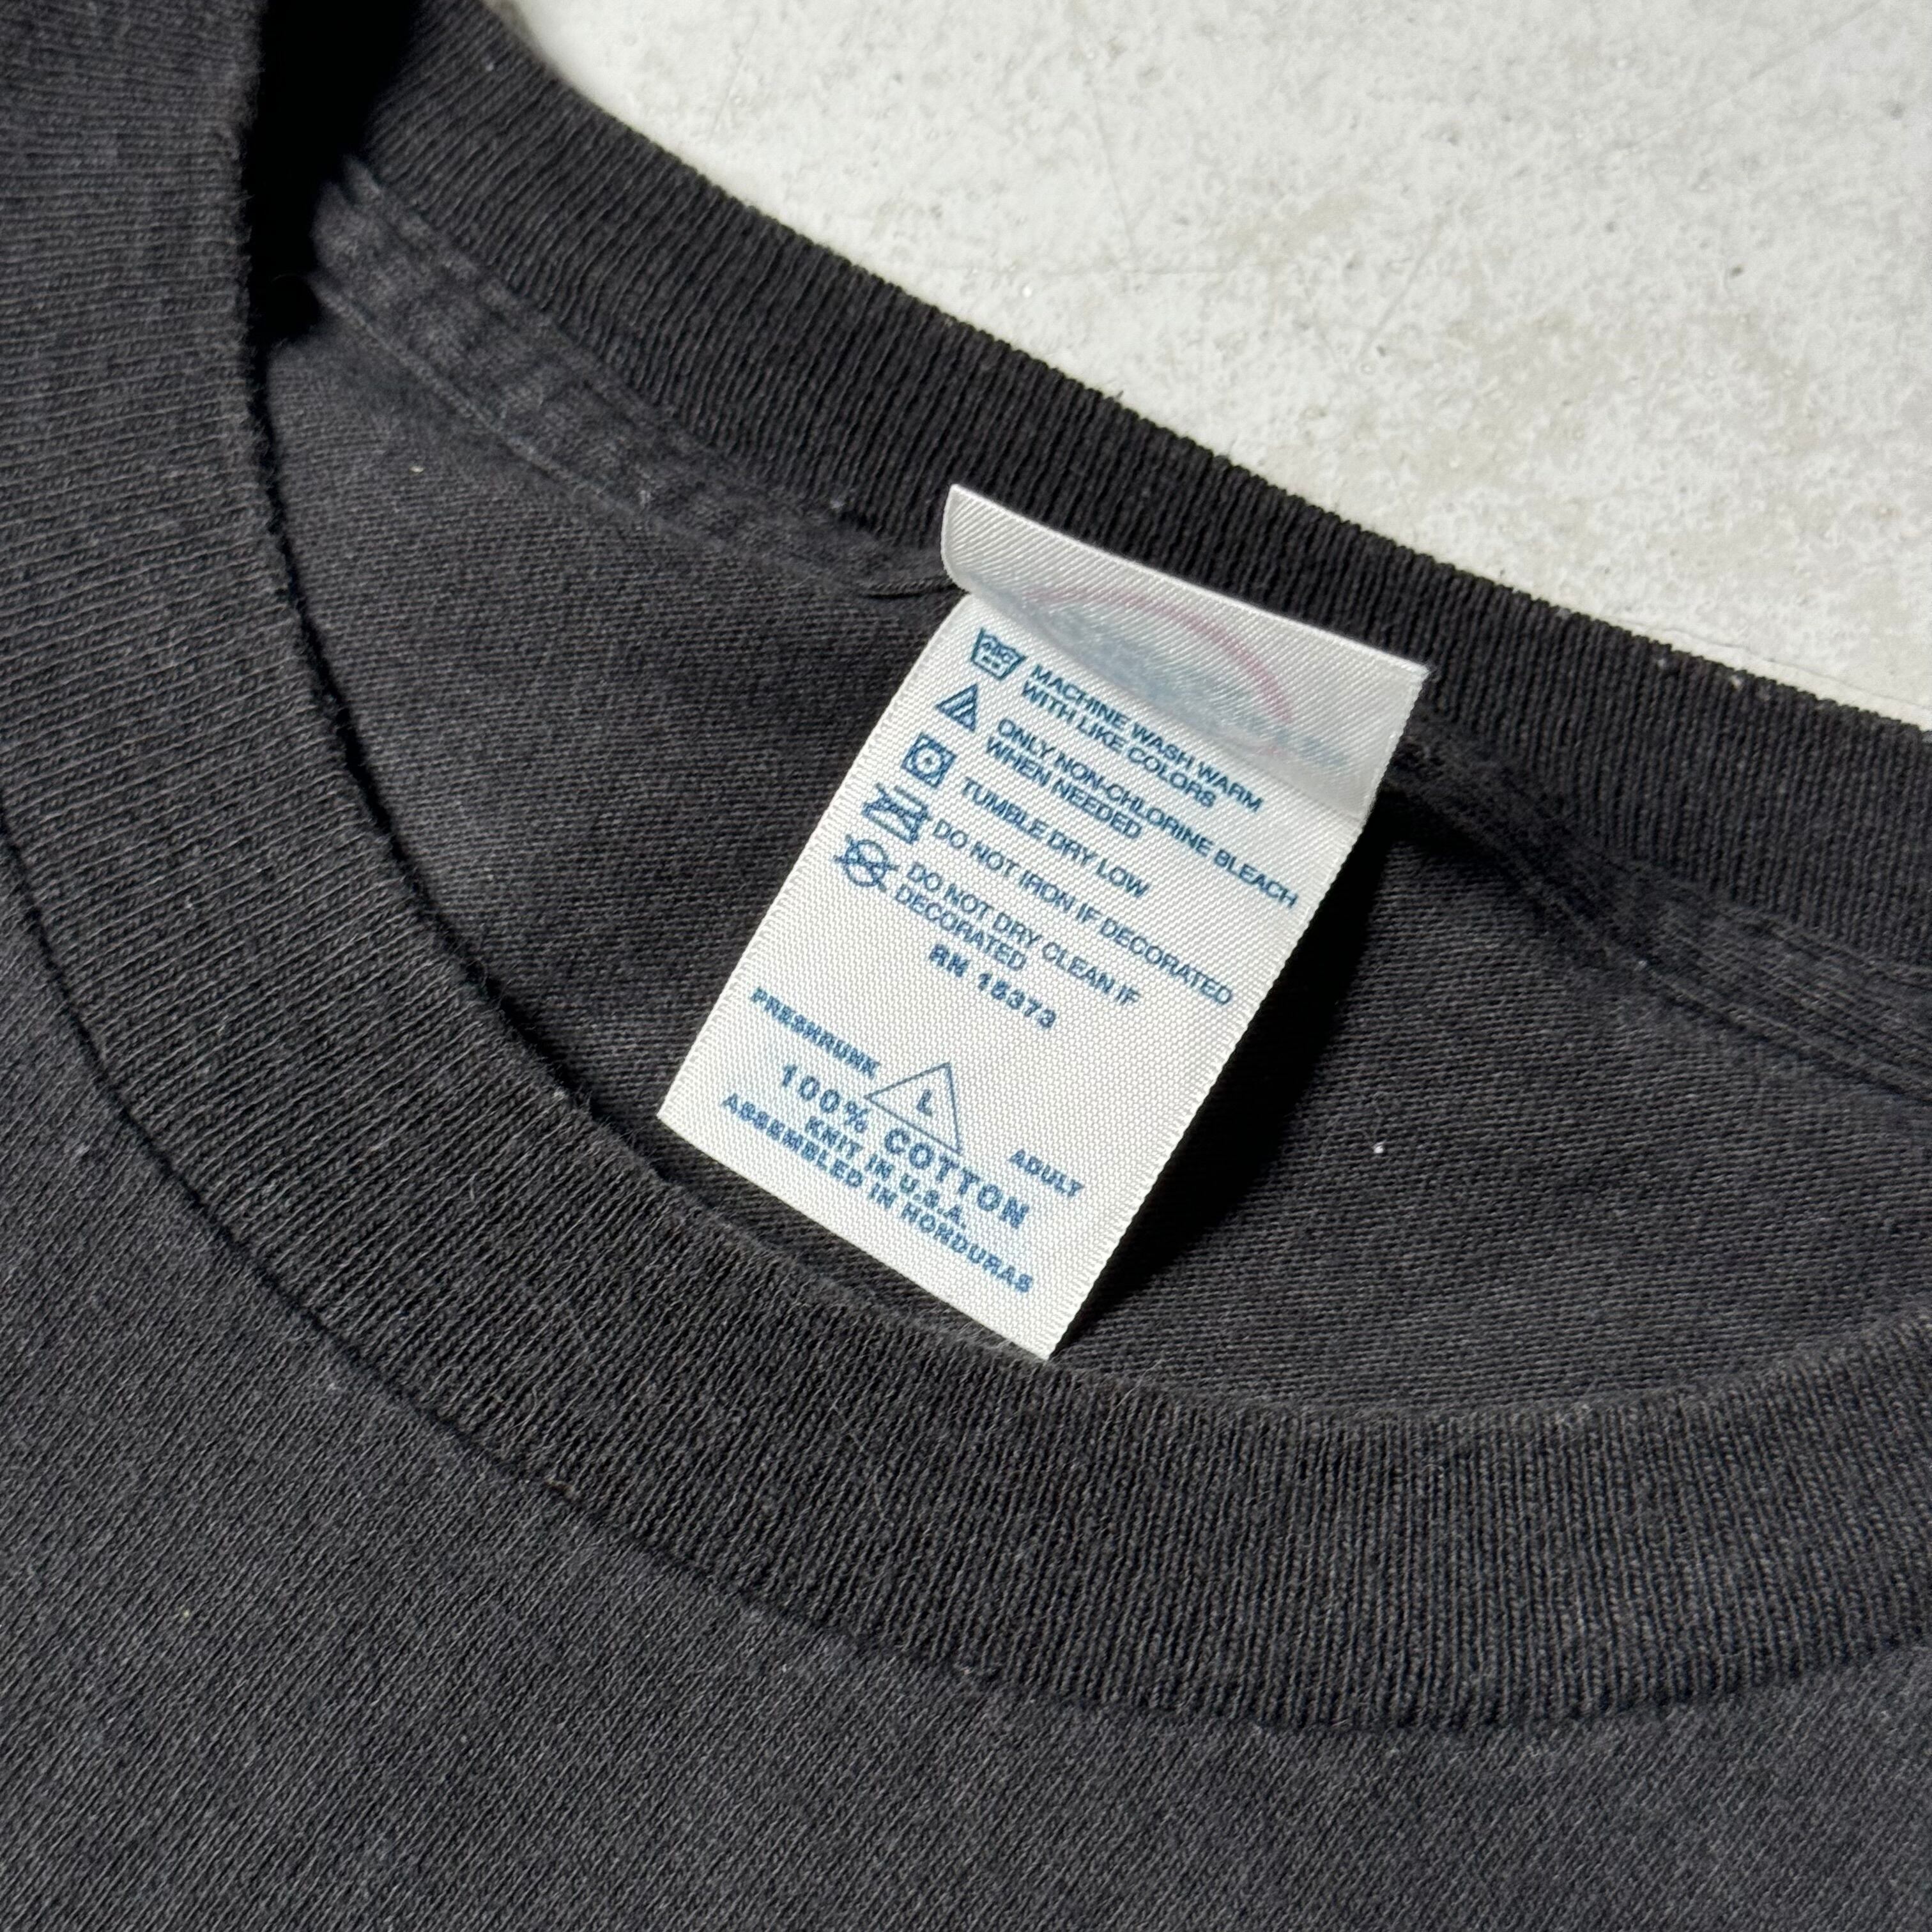 MACHINE WASH WARM
WITH LIKE COLORS
ONLY NON-CHLORINE BLEACH
WHEN NEEDED
TUMBLE DRY LOW
DO NOT IRON IF DECORATED
DO NOT DRY CLEAN IF
DECORATED
RN 15373
PRESHRUNK L ADULT
100% COTTON
KNIT IN U.S.A.
ASSEMBLED IN HONDURAS